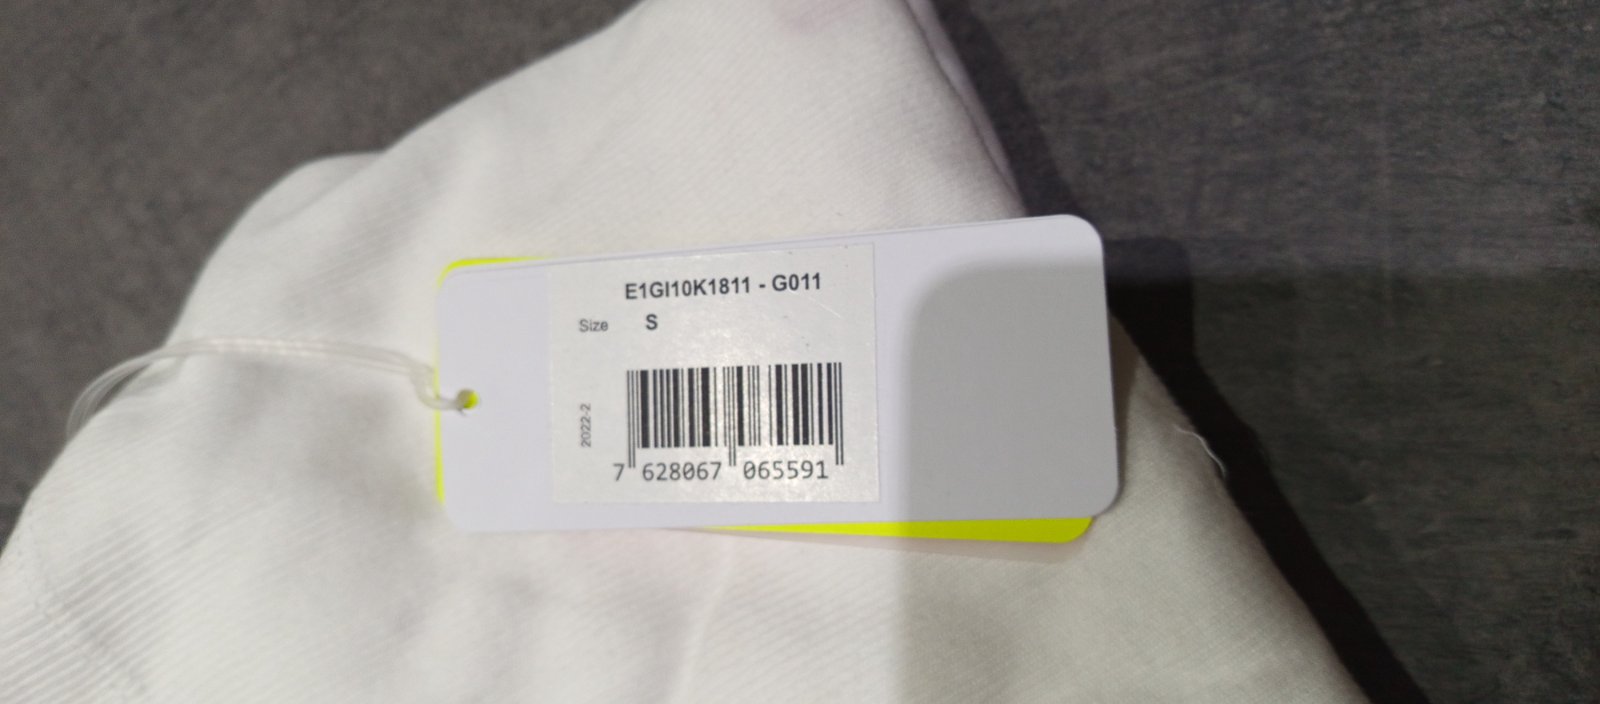 E1GI10K1811 - G011
Size S
2022-2
7 628067 065591